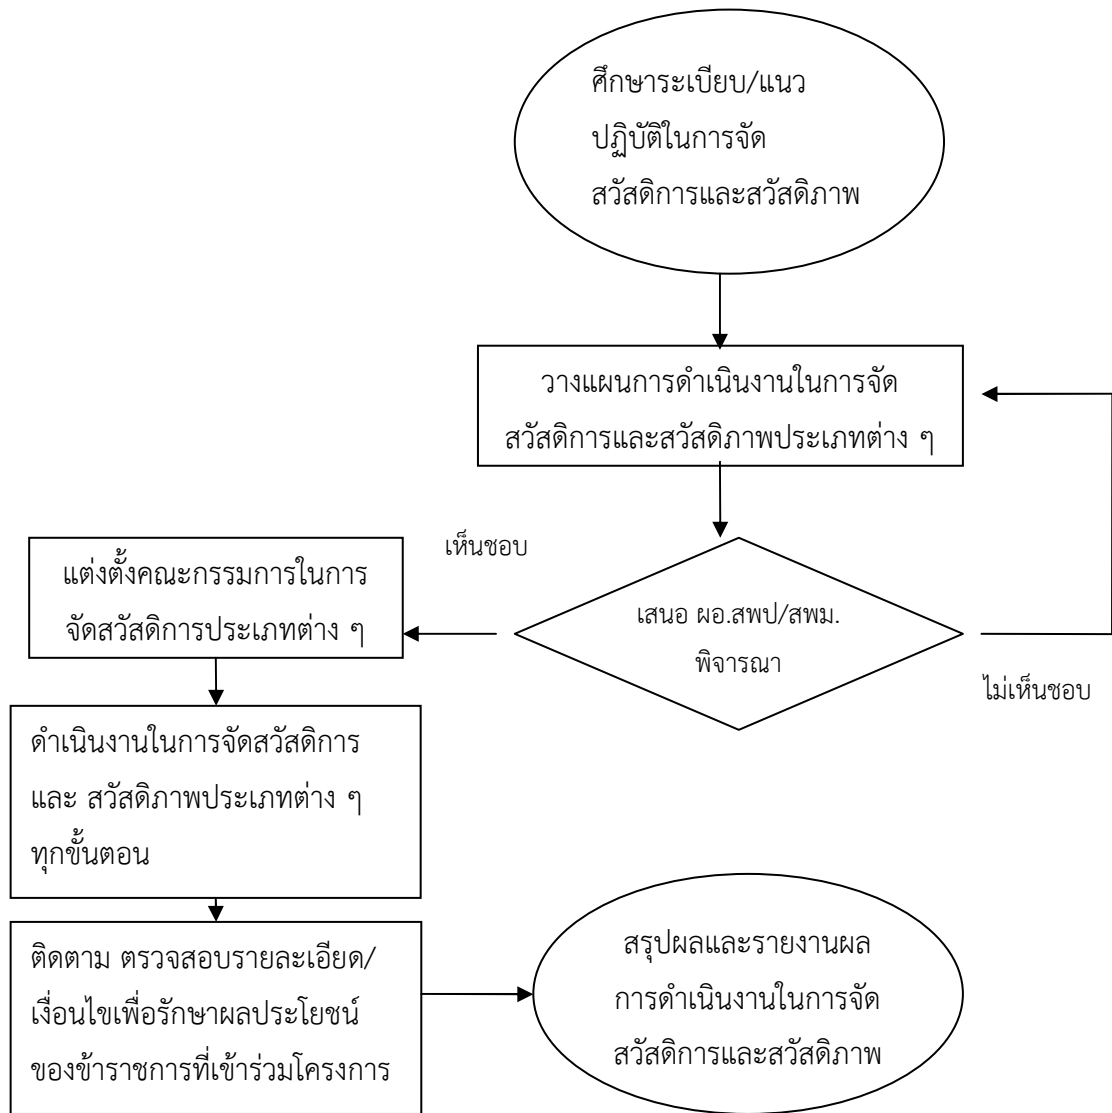 ศึกษาระเบียบ/แนว
ปฏิบัติในการจัด
สวัสดิการและสวัสดิภาพ
วางแผนการดำเนินงานในการจัด
สวัสดิการและสวัสดิภาพประเภทต่าง ๆ
เสนอ ผอ.สพป/สพม.
พิจารณา
ไม่เห็นชอบ
เห็นชอบ
แต่งตั้งคณะกรรมการในการ
จัดสวัสดิการประเภทต่าง ๆ
ดำเนินงานในการจัดสวัสดิการ
และ สวัสดิภาพประเภทต่าง ๆ
ทุกขั้นตอน
ติดตาม ตรวจสอบรายละเอียด/
เงื่อนไขเพื่อรักษาผลประโยชน์
ของข้าราชการที่เข้าร่วมโครงการ
สรุปผลและรายงานผล
การดำเนินงานในการจัด
สวัสดิการและสวัสดิภาพ